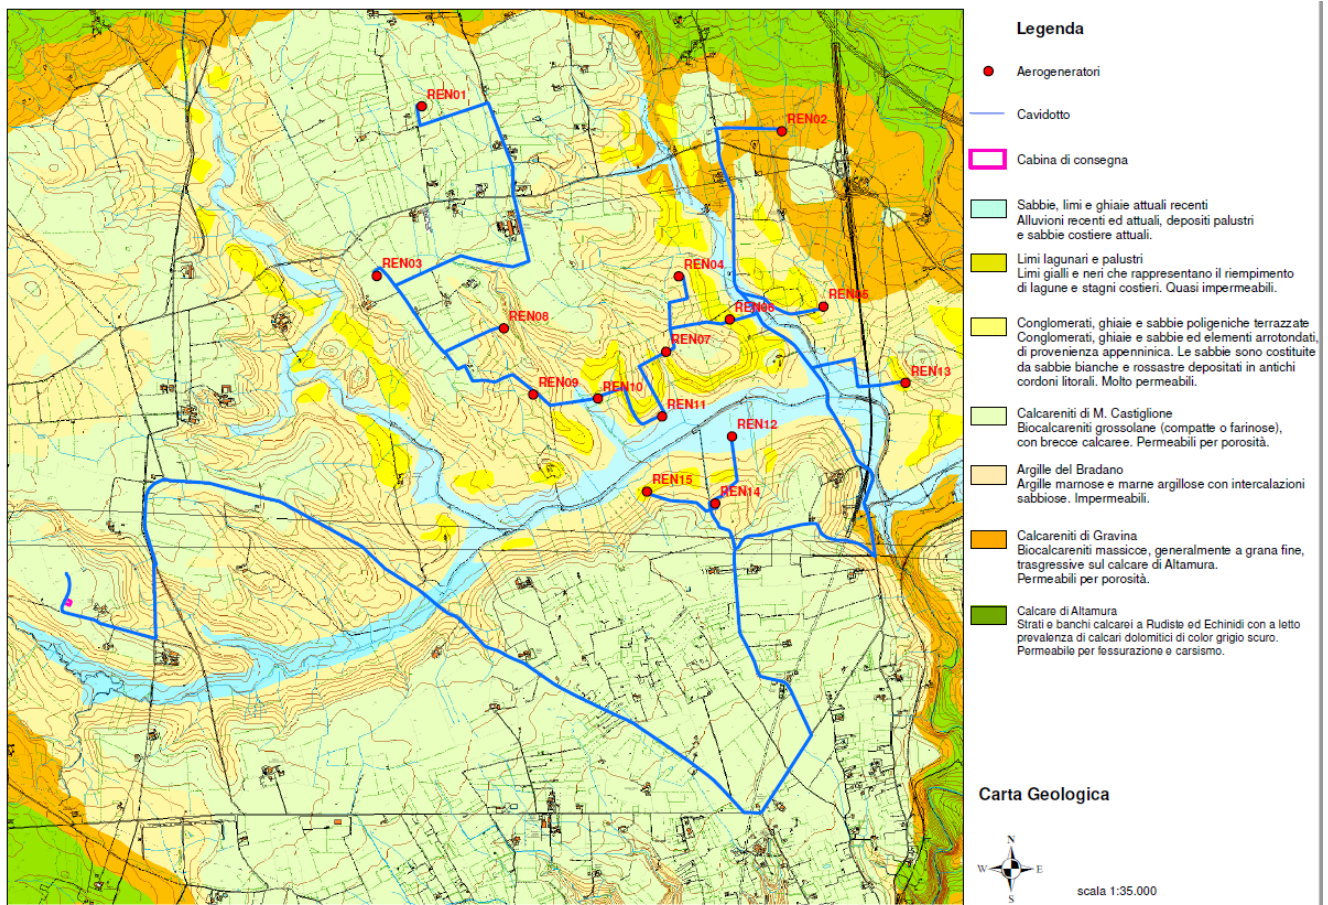 REN01
REN02
REN03
REN04
REN05
REN06
REN08
REN07
REN13
REN09
REN10
REN11
REN12
REN15
REN14
Legenda
Aerogeneratori
Cavidotto
Cabina di consegna
Sabbie, limi e ghiaie attuali recenti
Alluvioni recenti ed attuali, depositi palustri
e sabbie costiere attuali.
Limi lagunari e palustri
Limi gialli e neri che rappresentano il riempimento
di lagune e stagni costieri. Quasi impermeabili.
Conglomerati, ghiaie e sabbie poligeniche terrazzate
Conglomerati, ghiaie e sabbie ed elementi arrotondati,
di provenienza appenninica. Le sabbie sono costituite
da sabbie bianche e rossastre depositati in antichi
cordoni litorali. Molto permeabili.
Calcareniti di M. Castiglione
Biocalcareniti grossolane (compatte o farinose),
con brecce calcaree. Permeabili per porosità.
Argille del Bradano
Argille marnose e marne argillose con intercalazioni
sabbiose. Impermeabili.
Calcareniti di Gravina
Biocalcareniti massicce, generalmente a grana fine,
trasgressive sul calcare di Altamura.
Permeabili per porosità.
Calcare di Altamura
Strati e banchi calcarei a Rudiste ed Echinidi con a letto
prevalenza di calcari dolomitici di color grigio scuro.
Permeabile per fessurazione e carsismo.
Carta Geologica
N
W E
S
scala 1:35.000